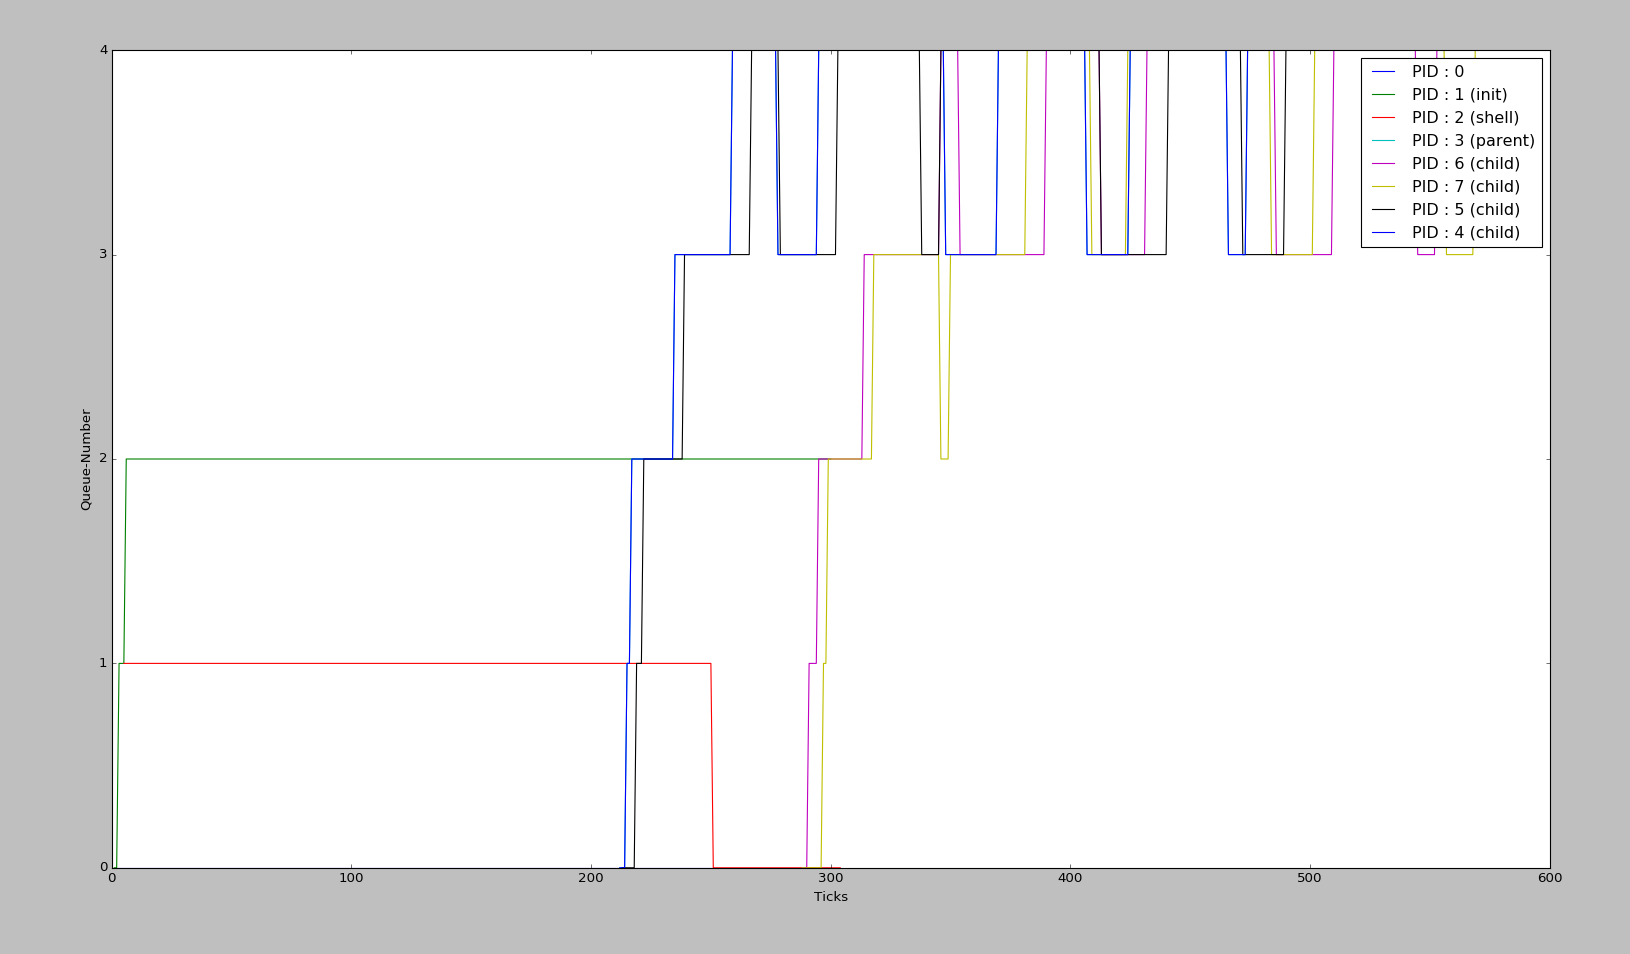 4
3
2
1
0
Queue-Number
0 100 200 300 400 500 600
Ticks
PID : 0
PID : 1 (init)
PID : 2 (shell)
PID : 3 (parent)
PID : 6 (child)
PID : 7 (child)
PID : 5 (child)
PID : 4 (child)